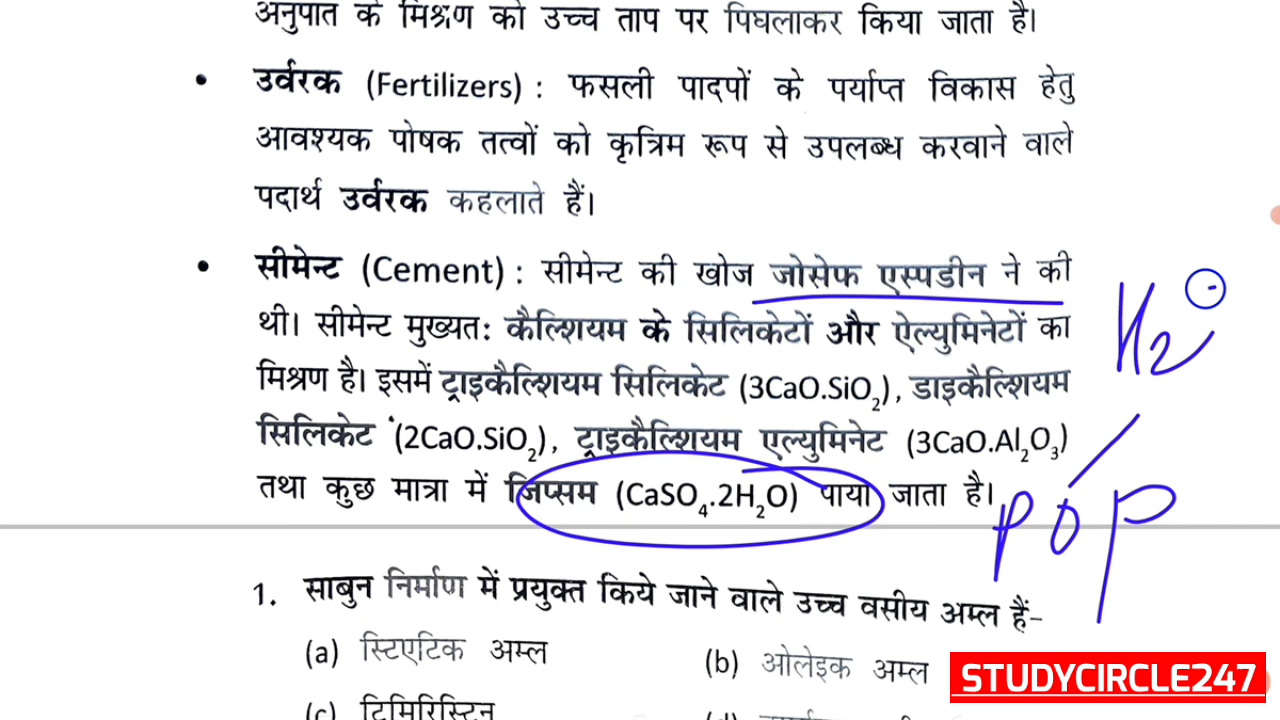 अनुपात के मिश्रण को उच्च ताप पर पिघलाकर किया जाता है।
• उर्वरक (Fertilizers) : फसली पादपों के पर्याप्त विकास हेतु
आवश्यक पोषक तत्वों को कृत्रिम रूप से उपलब्ध करवाने वाले
पदार्थ उर्वरक कहलाते हैं।
• सीमेन्ट (Cement) : सीमेन्ट की खोज जोसेफ एस्पडीन ने की
थी। सीमेन्ट मुख्यतः कैल्शियम के सिलिकेटों और ऐल्युमिनेटों का
मिश्रण है। इसमें ट्राइकैल्शियम सिलिकेट (3CaO.SiO₂), डाइकैल्शियम
सिलिकेट (2CaO.SiO₂), ट्राइकैल्शियम एल्युमिनेट (3CaO.Al₂O₃)
तथा कुछ मात्रा में जिप्सम (CaSO₄.2H₂O) पाया जाता है।
H₂
POP
1. साबुन निर्माण में प्रयुक्त किये जाने वाले उच्च वसीय अम्ल हैं-
(a) स्टिएटिक अम्ल
(b) ओलेइक अम्ल
(c) ट्रिमिरिस्टिन
(d)
STUDYCIRCLE247